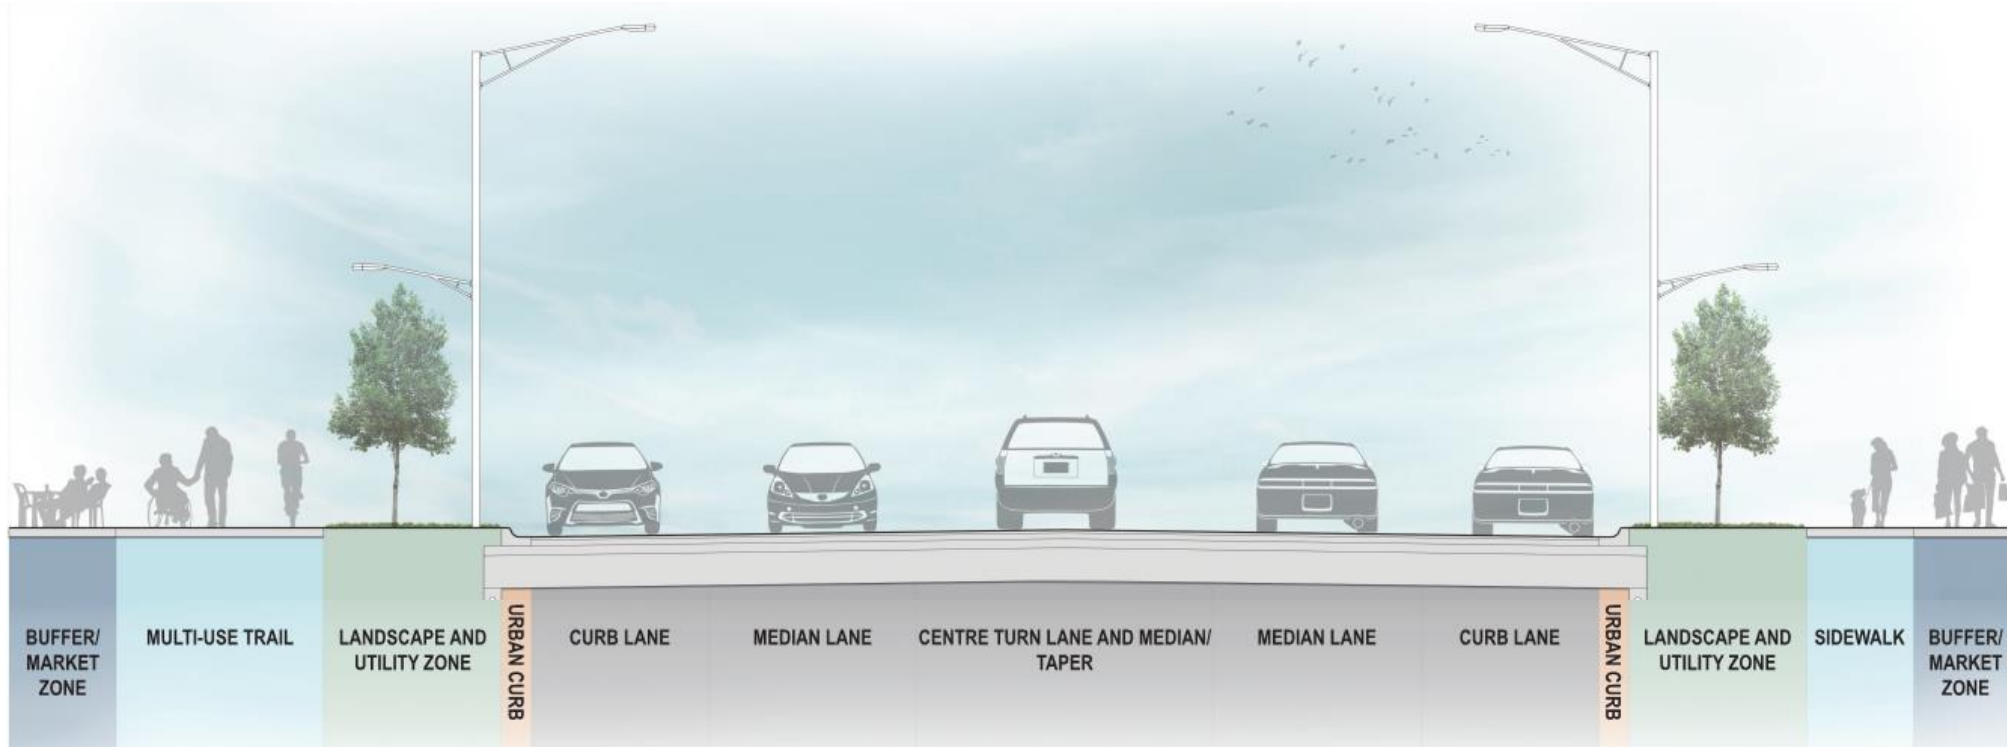 BUFFER/
MARKET
ZONE
MULTI-USE TRAIL
LANDSCAPE AND
UTILITY ZONE
URBAN CURB
CURB LANE
MEDIAN LANE
CENTRE TURN LANE AND MEDIAN/
TAPER
MEDIAN LANE
CURB LANE
URBAN CURB
LANDSCAPE AND
UTILITY ZONE
SIDEWALK
BUFFER/
MARKET
ZONE